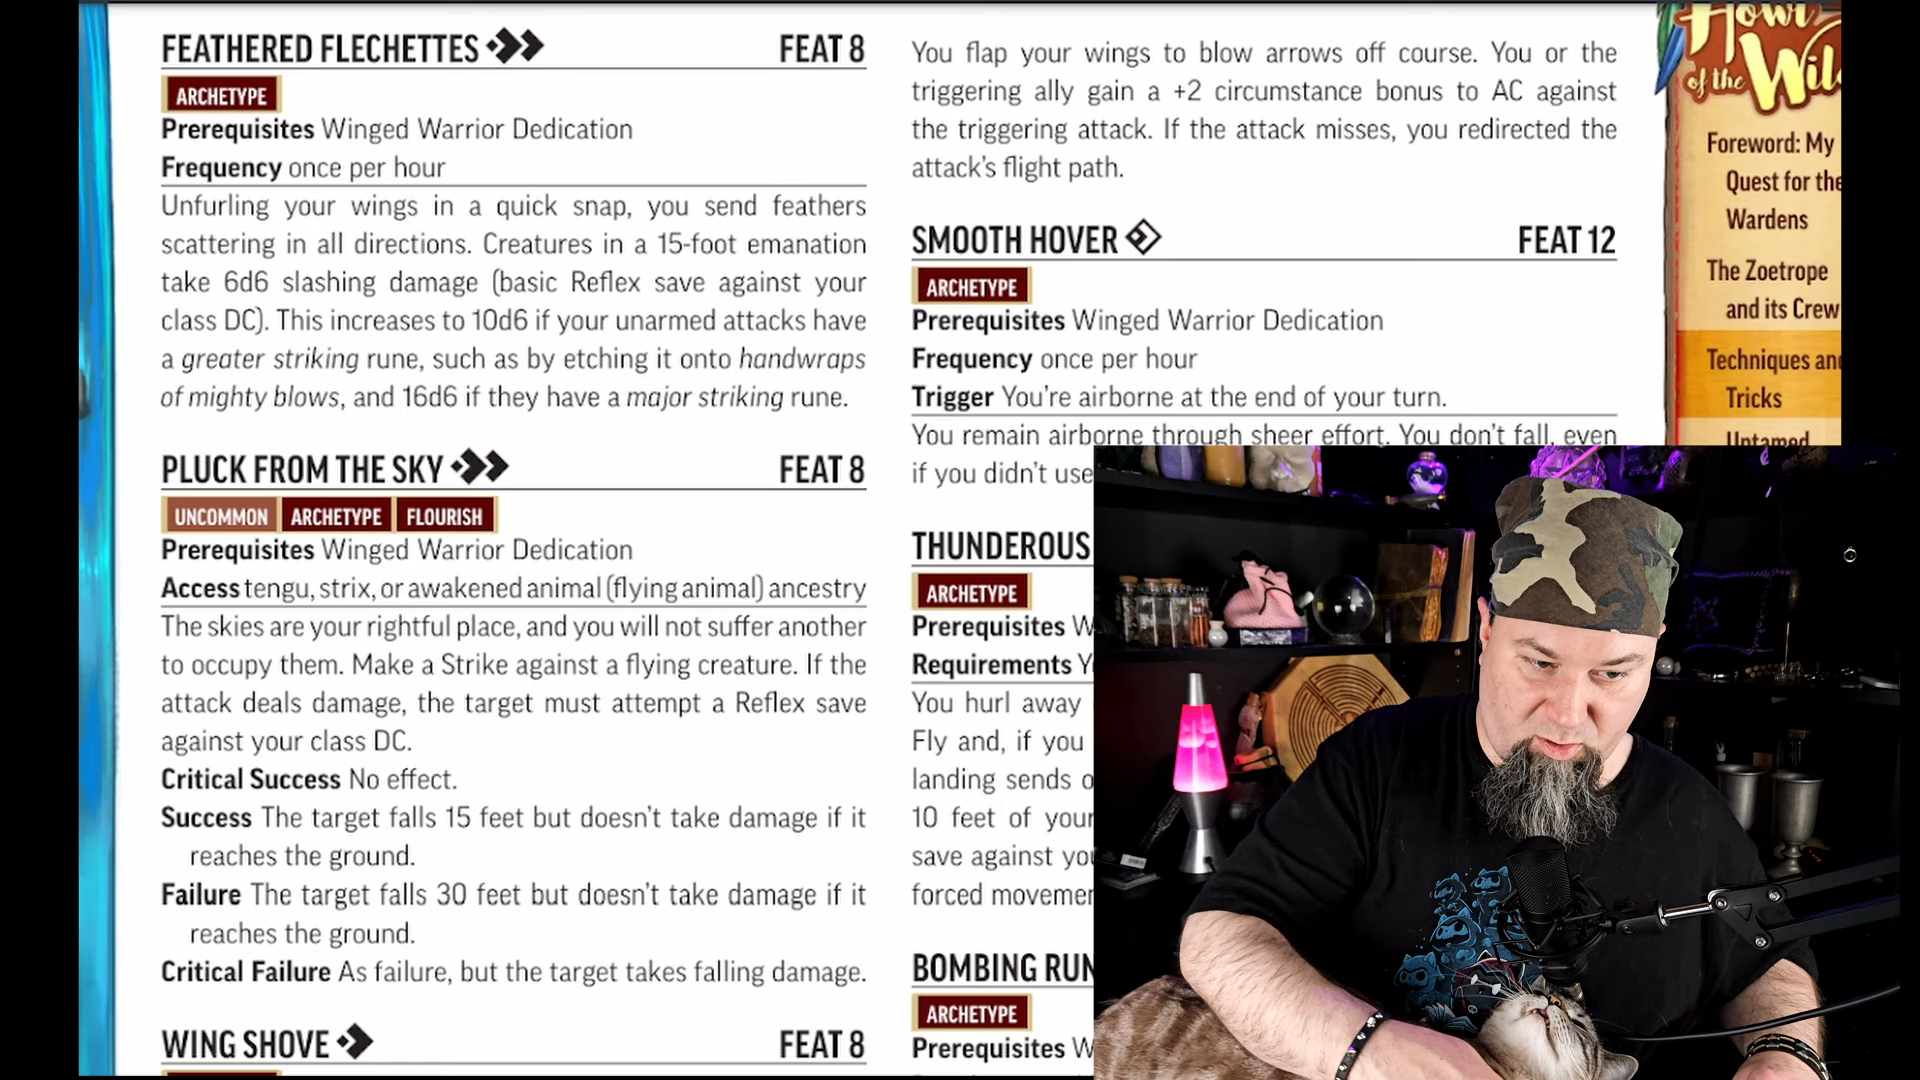 FEATHERED FLECHETTES FEAT 8
ARCHETYPE
Prerequisites Winged Warrior Dedication
Frequency once per hour
Unfurling your wings in a quick snap, you send feathers
scattering in all directions. Creatures in a 15-foot emanation
take 6d6 slashing damage (basic Reflex save against your
class DC). This increases to 10d6 if your unarmed attacks have
a greater striking rune, such as by etching it onto handwraps
of mighty blows, and 16d6 if they have a major striking rune.
PLUCK FROM THE SKY FEAT 8
UNCOMMON ARCHETYPE FLOURISH
Prerequisites Winged Warrior Dedication
Access tengu, strix, or awakened animal (flying animal) ancestry
The skies are your rightful place, and you will not suffer another
to occupy them. Make a Strike against a flying creature. If the
attack deals damage, the target must attempt a Reflex save
against your class DC.
Critical Success No effect.
Success The target falls 15 feet but doesn't take damage if it
reaches the ground.
Failure The target falls 30 feet but doesn't take damage if it
reaches the ground.
Critical Failure As failure, but the target takes falling damage.
WING SHOVE FEAT 8
You flap your wings to blow arrows off course. You or the
triggering ally gain a +2 circumstance bonus to AC against
the triggering attack. If the attack misses, you redirected the
attack's flight path.
SMOOTH HOVER FEAT 12
ARCHETYPE
Prerequisites Winged Warrior Dedication
Frequency once per hour
Trigger You're airborne at the end of your turn.
You remain airborne through sheer effort. You don't fall, even
if you didn't use
THUNDEROUS
ARCHETYPE
Prerequisites
Requirements
You hurl away
Fly and, if you
landing sends
10 feet of your
save against
forced
BOMBING RUN
ARCHETYPE
Prerequisites
Howl
of the Wild
Foreword: My
Quest for the
Wardens
The Zoetrope
and its Crew
Techniques and
Tricks
Untamed